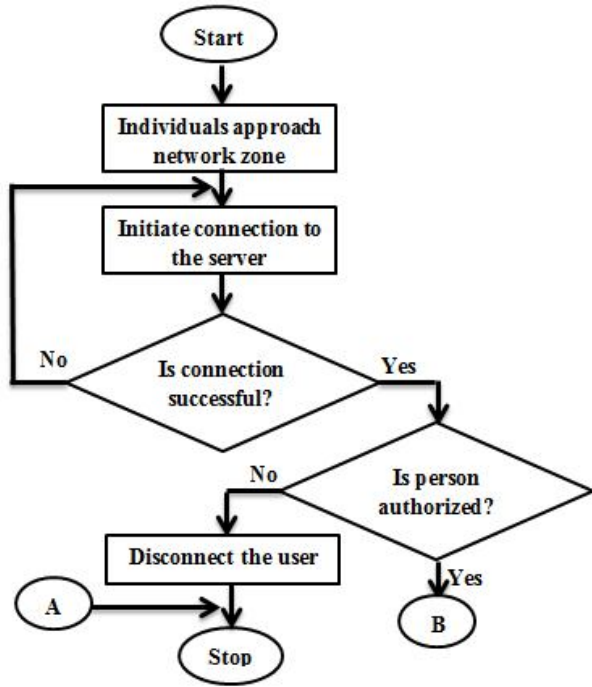 Start
Individuals approach
network zone
Initiate connection to
the server
No
Is connection
successful?
Yes
No
Is person
authorized?
Disconnect the user
Yes
A
B
Stop